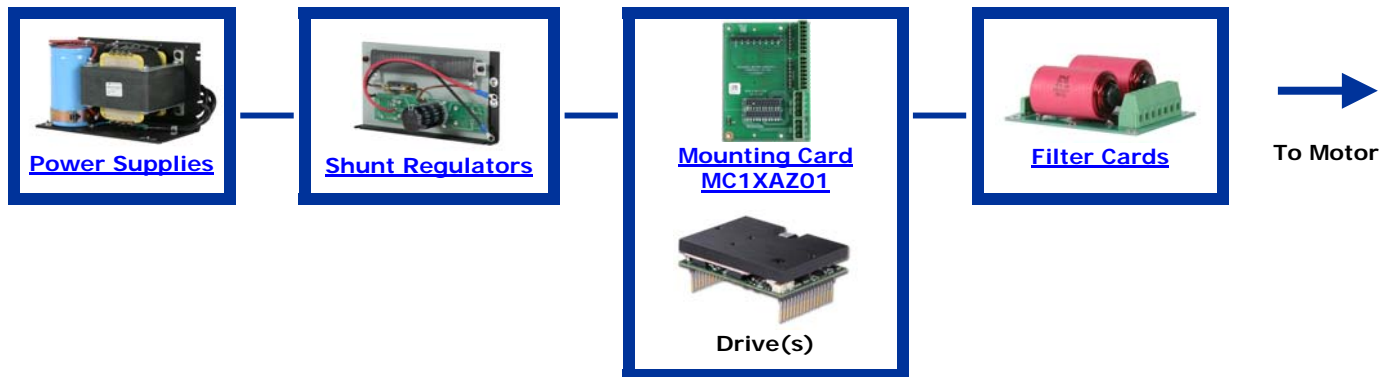 Power Supplies
Shunt Regulators
Mounting Card
MC1XAZ01
Drive(s)
Filter Cards
To Motor